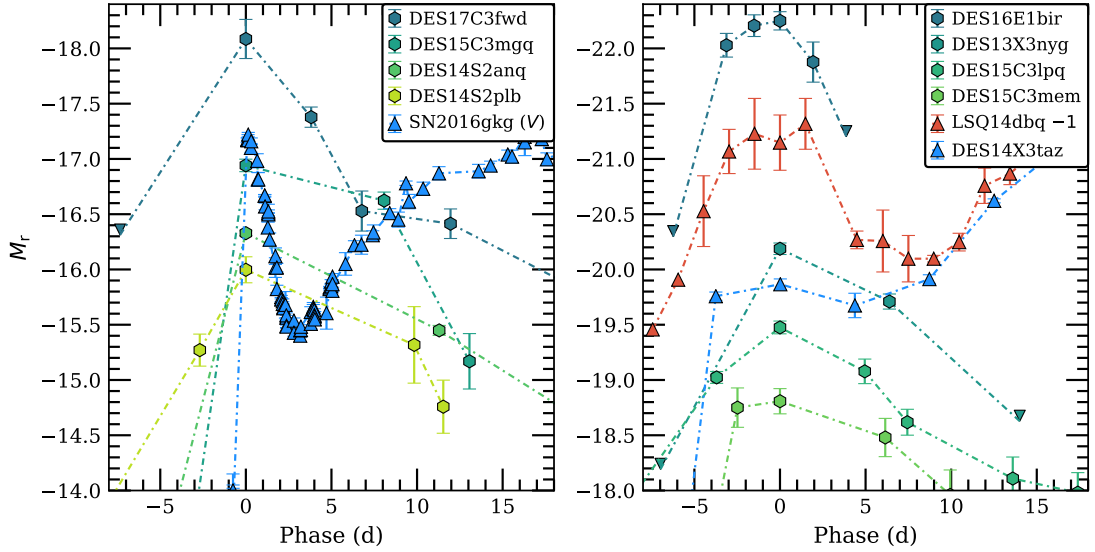 −18.0
−17.5
−17.0
−16.5
−16.0
−15.5
−15.0
−14.5
−14.0
M_r
−5
0
5
10
15
Phase (d)
DES17C3fwd
DES15C3mgq
DES14S2anq
DES14S2plb
SN2016gkg (V)
−22.0
−21.5
−21.0
−20.5
−20.0
−19.5
−19.0
−18.5
−18.0
−5
0
5
10
15
Phase (d)
DES16E1bir
DES13X3nyg
DES15C3lpq
DES15C3mem
LSQ14dbq −1
DES14X3taz